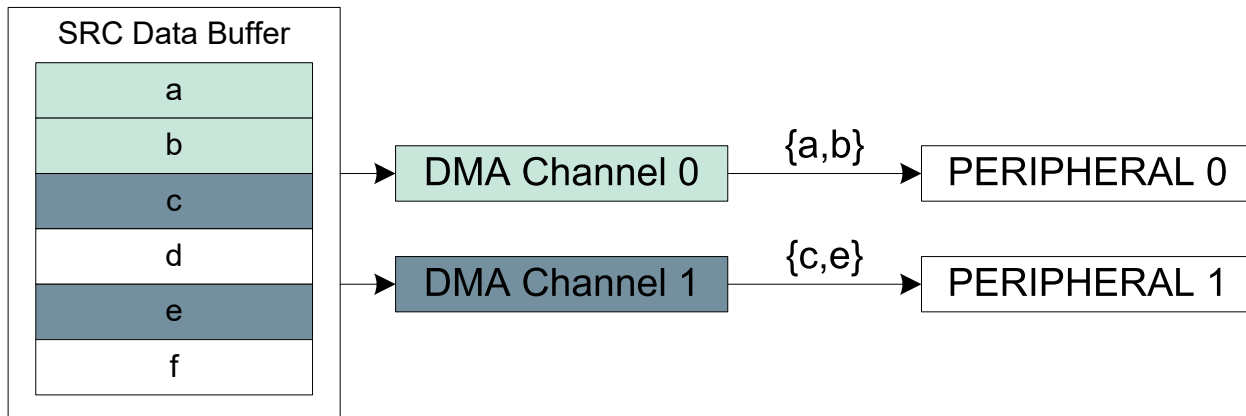 SRC Data Buffer
a
b
c
d
e
f
DMA Channel 0
{a,b}
PERIPHERAL 0
DMA Channel 1
{c,e}
PERIPHERAL 1